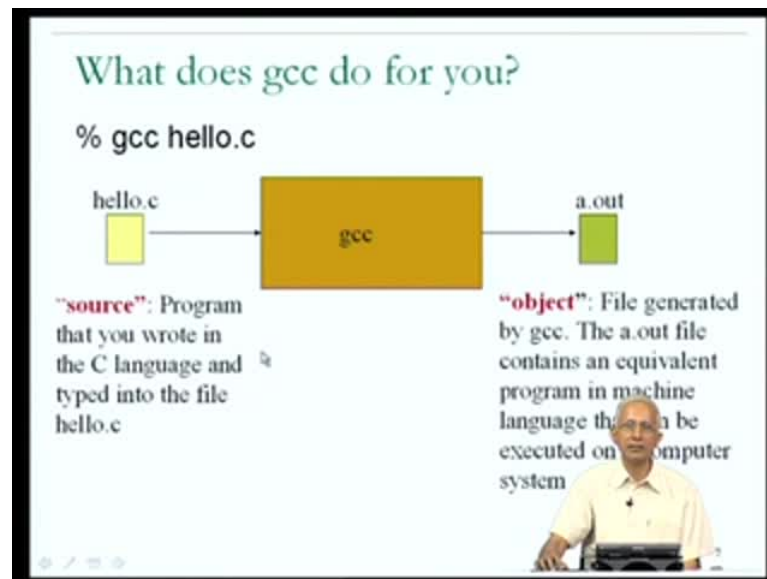 What does gcc do for you?
% gcc hello.c
hello.c
gcc
a.out
"source": Program
that you wrote in
the C language and
typed into the file
hello.c
"object": File generated
by gcc. The a.out file
contains an equivalent
program in machine
language be
executed on
system